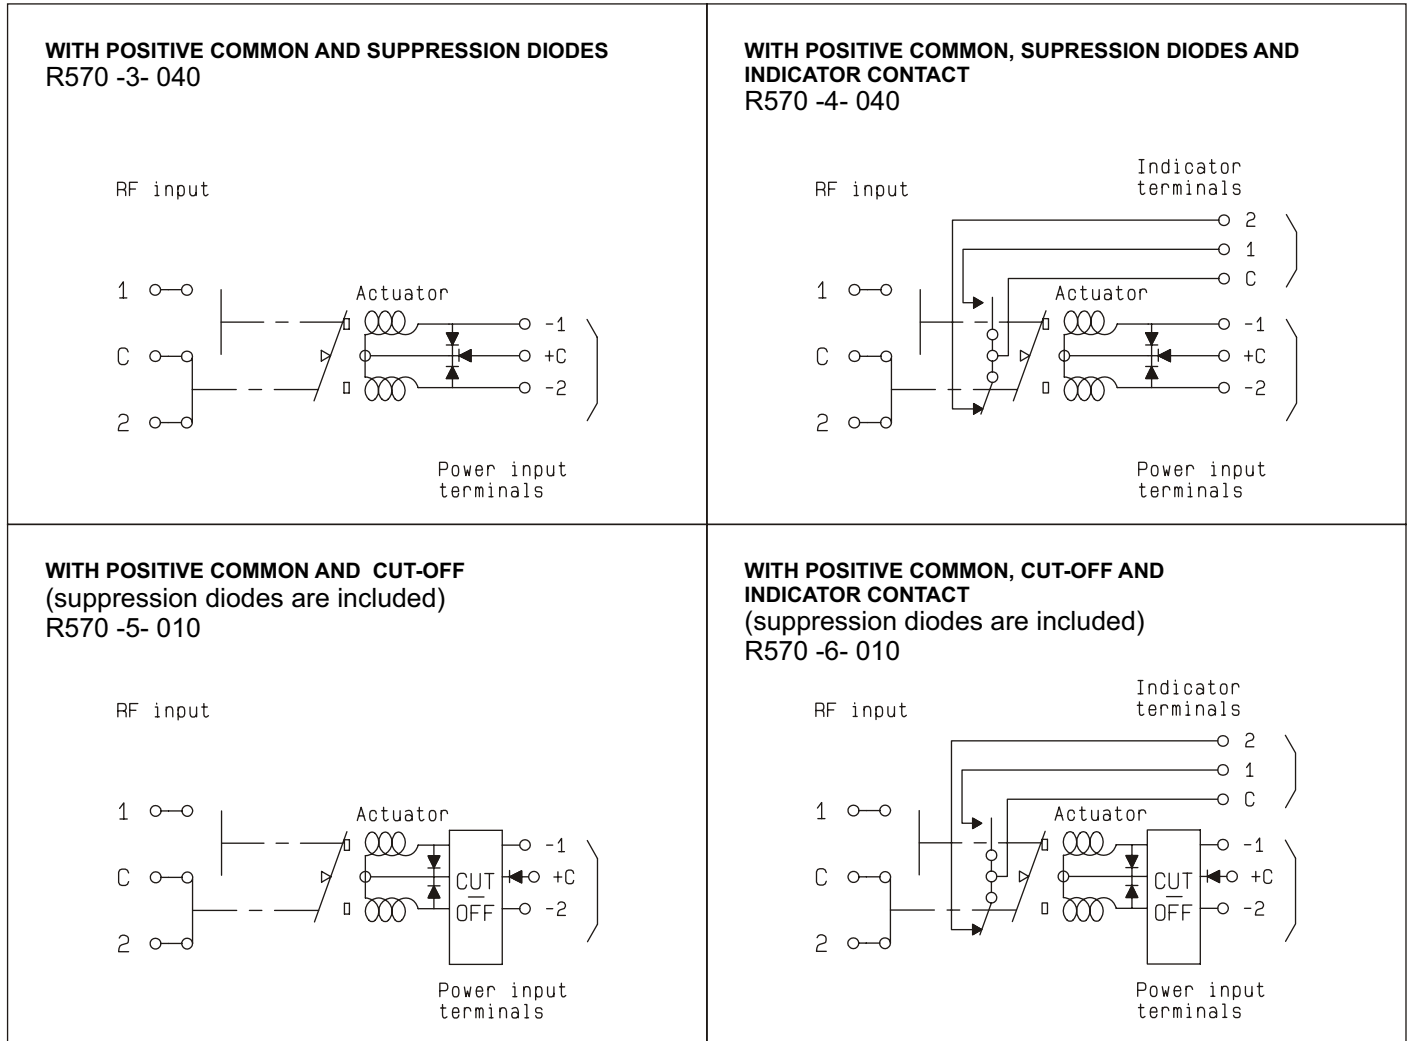 WITH POSITIVE COMMON AND SUPPRESSION DIODES
R570 -3- 040
RF input
1
C
2
Actuator
-1
+C
-2
Power input
terminals
WITH POSITIVE COMMON, SUPRESSION DIODES AND
INDICATOR CONTACT
R570 -4- 040
RF input
Indicator
terminals
2
1
C
1
C
2
Actuator
-1
+C
-2
Power input
terminals
WITH POSITIVE COMMON AND CUT-OFF
(suppression diodes are included)
R570 -5- 010
RF input
1
C
2
Actuator
CUT
OFF
-1
+C
-2
Power input
terminals
WITH POSITIVE COMMON, CUT-OFF AND
INDICATOR CONTACT
(suppression diodes are included)
R570 -6- 010
RF input
Indicator
terminals
2
1
C
1
C
2
Actuator
CUT
OFF
-1
+C
-2
Power input
terminals